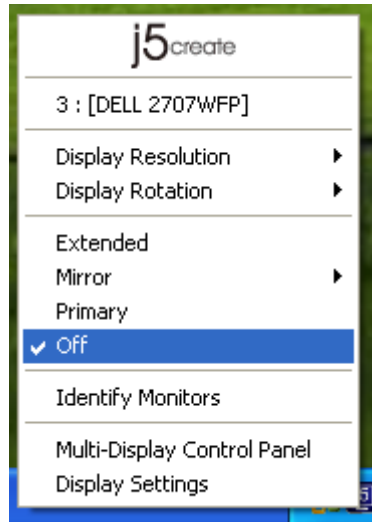 j5create
3 : [DELL 2707WFP]
Display Resolution
Display Rotation
Extended
Mirror
Primary
Off
Identify Monitors
Multi-Display Control Panel
Display Settings